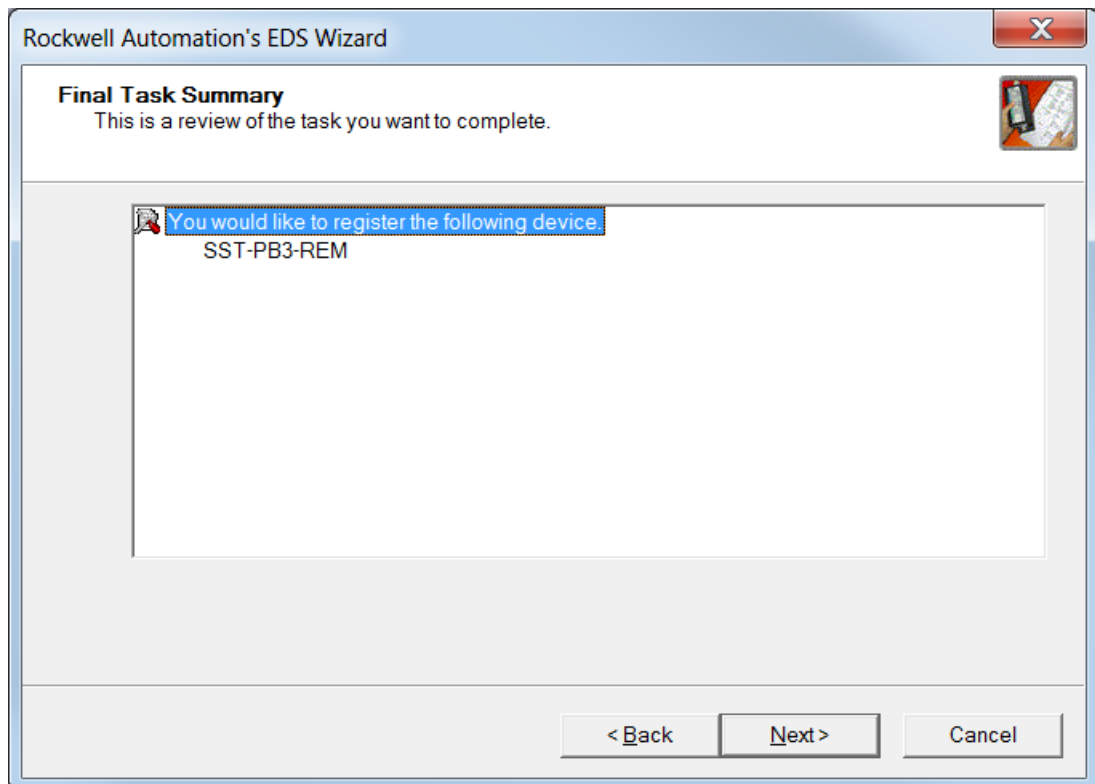 Rockwell Automation's EDS Wizard
Final Task Summary
This is a review of the task you want to complete.
You would like to register the following device.
SST-PB3-REM
< Back
Next >
Cancel